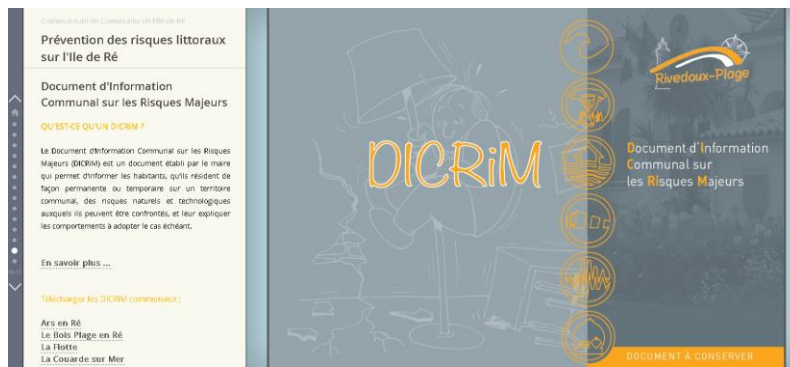 Communauté de Communes de l'Ile de Ré
Prévention des risques littoraux
sur l'Ile de Ré
Document d'Information
Communal sur les Risques Majeurs
QU'EST-CE QU'UN DICRIM ?
Le Document d'Information Communal sur les Risques
Majeurs (DICRIM) est un document établi par le maire
qui permet d'informer les habitants, qu'ils résident de
façon permanente ou temporaire sur un territoire
communal, des risques naturels et technologiques
auxquels ils peuvent être confrontés, et leur expliquer
les comportements à adopter le cas échéant.
En savoir plus ...
Télécharger les DICRIM communaux :
Ars en Ré
Le Bois Plage en Ré
La Flotte
La Couarde sur Mer
DICRiM
Rivedoux-Plage
Document d'Information
Communal sur
les Risques Majeurs
DOCUMENT À CONSERVER